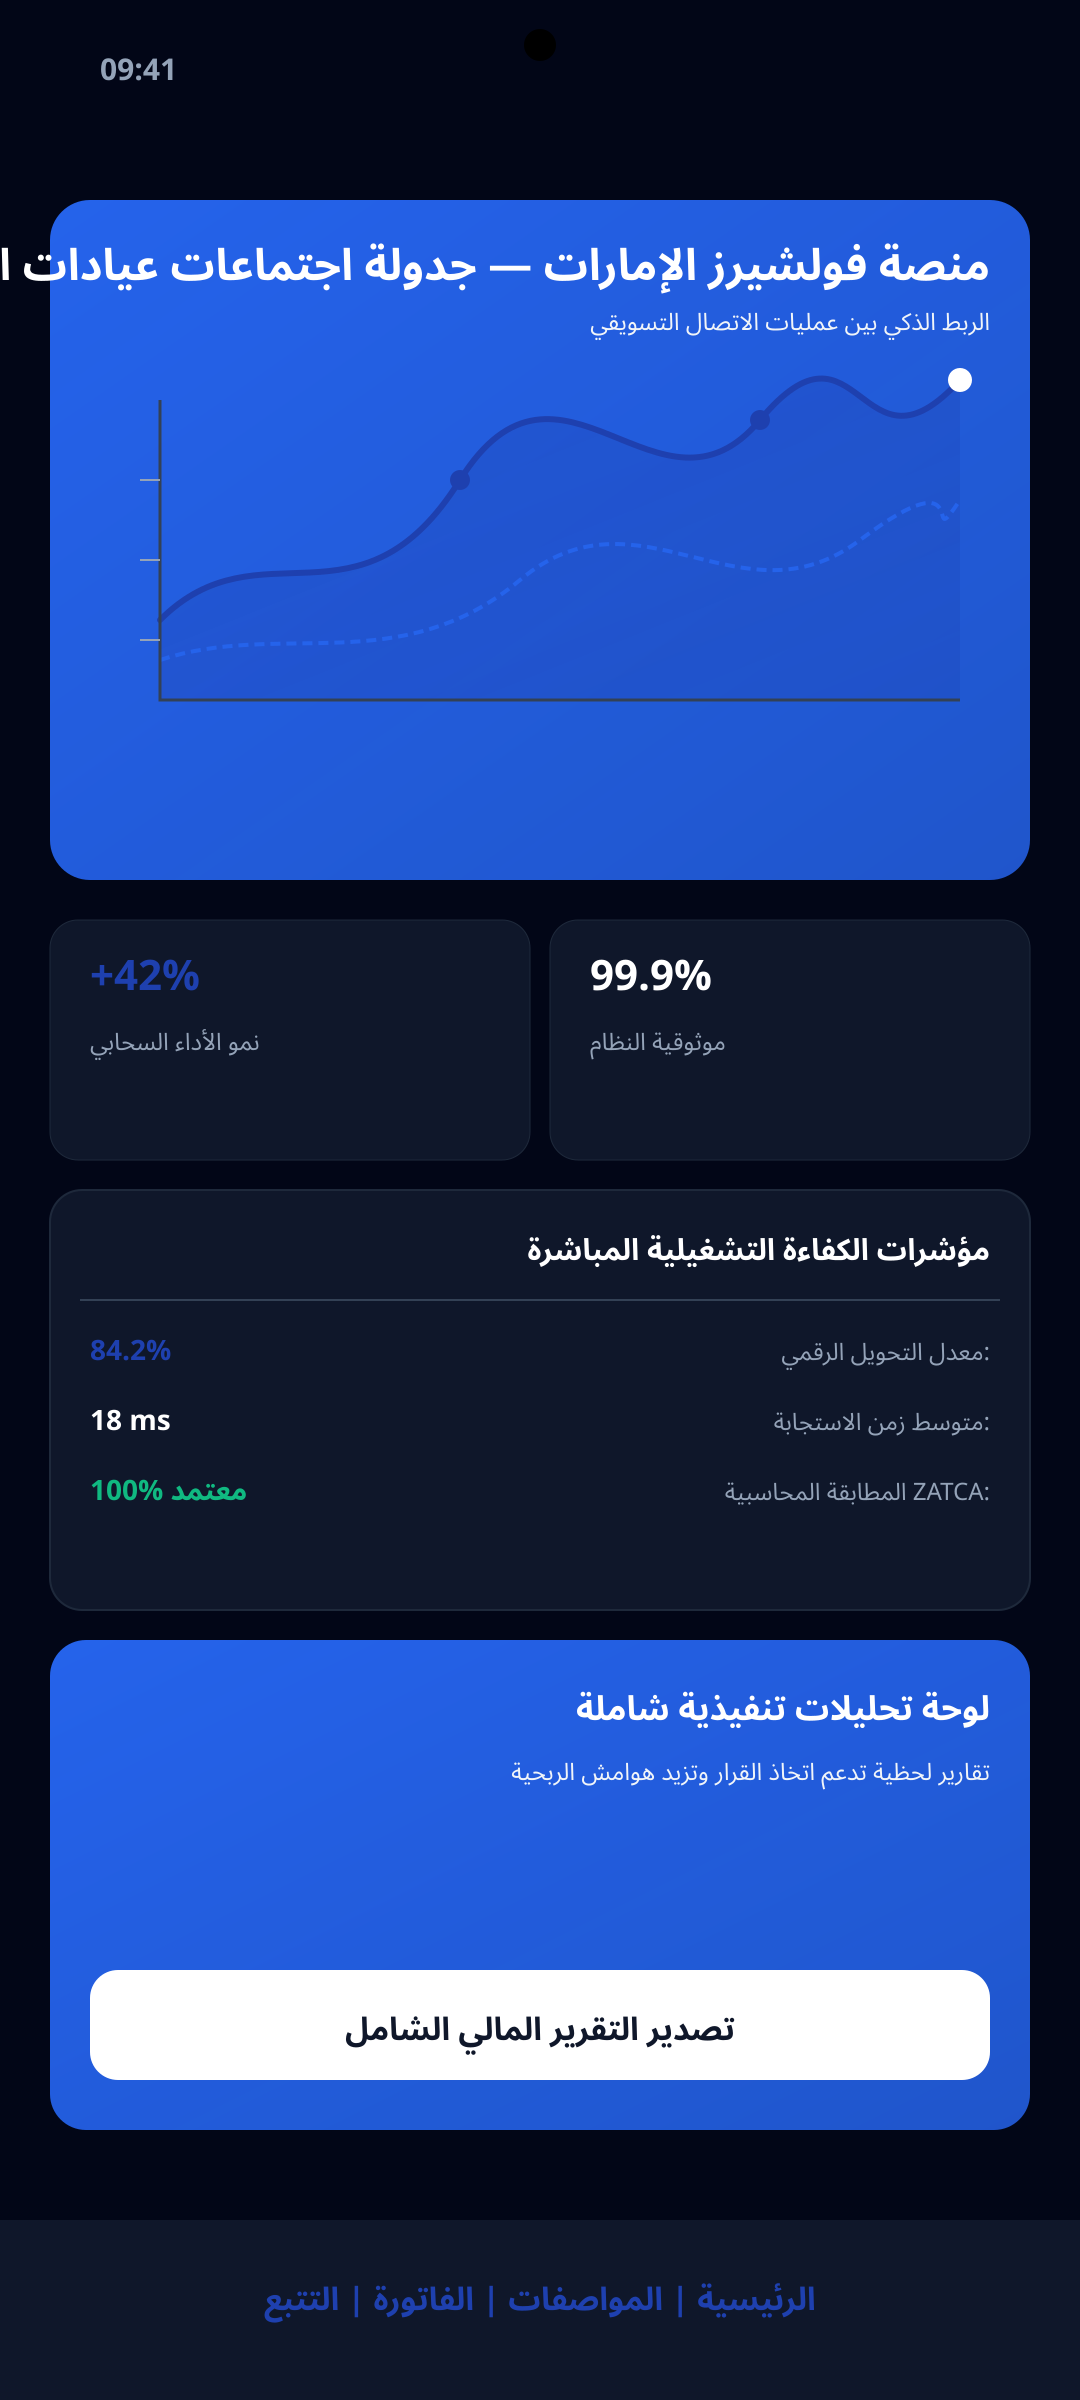 09:41
منصة فولشيرز الإمارات — جدولة اجتماعات عيادات
الربط الذكي بين عمليات الاتصال التسويقي
99.9%
موثوقية النظام
+42%
نمو الأداء السحابي
مؤشرات الكفاءة التشغيلية المباشرة
معدل التحويل الرقمي:
84.2%
متوسط زمن الاستجابة:
18 ms
المطابقة المحاسبية ZATCA:
100% معتمد
لوحة تحليلات تنفيذية شاملة
تقارير لحظية تدعم اتخاذ القرار وتزيد هوامش الربحية
تصدير التقرير المالي الشامل
الرئيسية | المواصفات | الفاتورة | التتبع